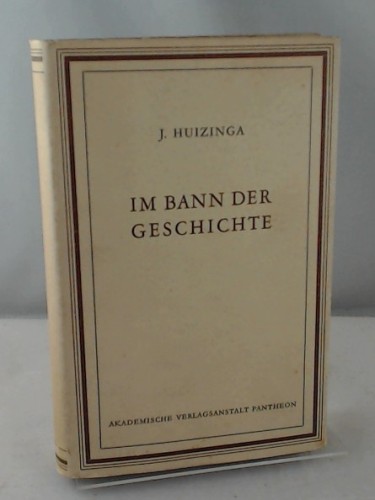 J. HUIZINGA
IM BANN DER
GESCHICHTE
AKADEMISCHE VERLAGSANSTALT PANTHEON